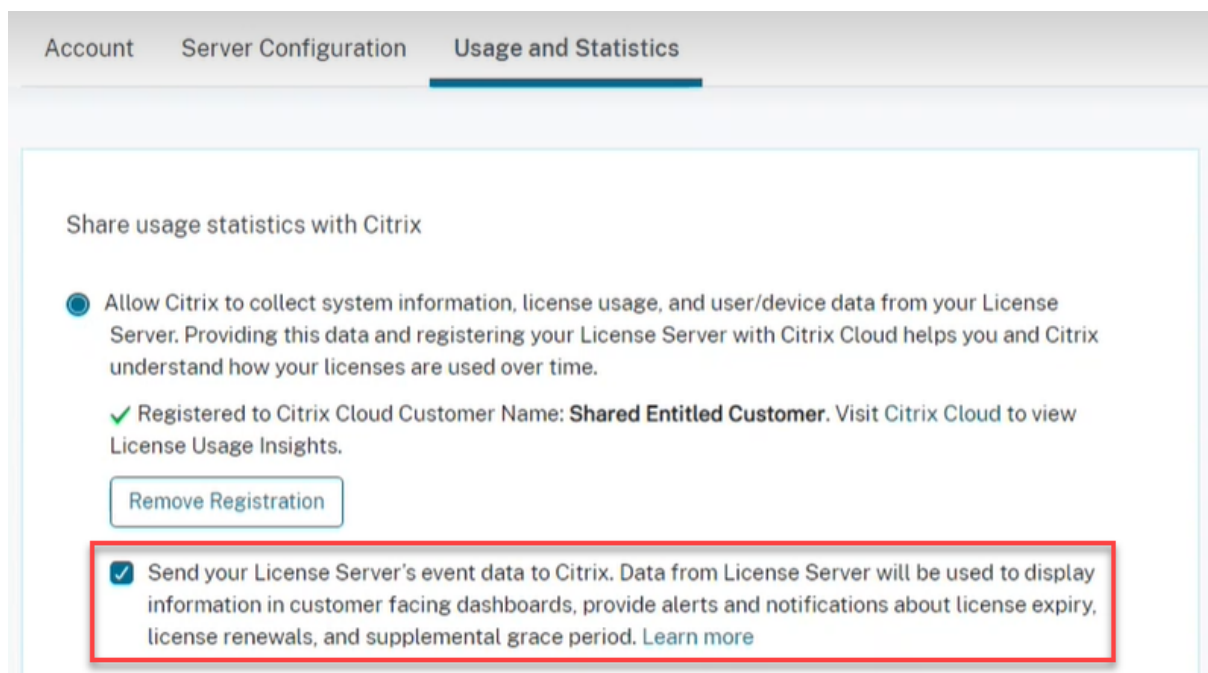 Account Server Configuration Usage and Statistics
Share usage statistics with Citrix
Allow Citrix to collect system information, license usage, and user/device data from your License
Server. Providing this data and registering your License Server with Citrix Cloud helps you and Citrix
understand how your licenses are used over time.
Registered to Citrix Cloud Customer Name: Shared Entitled Customer. Visit Citrix Cloud to view
License Usage Insights.
Remove Registration
Send your License Server's event data to Citrix. Data from License Server will be used to display
information in customer facing dashboards, provide alerts and notifications about license expiry,
license renewals, and supplemental grace period. Learn more